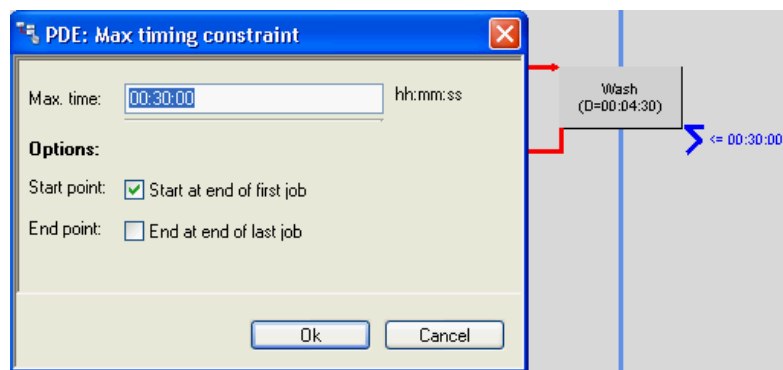 PDE: Max timing constraint
Max. time: 00:30:00 hh:mm:ss
Options:
Start point: Start at end of first job
End point: End at end of last job
Ok Cancel
Wash
(D=00:04:30)
<= 00:30:00